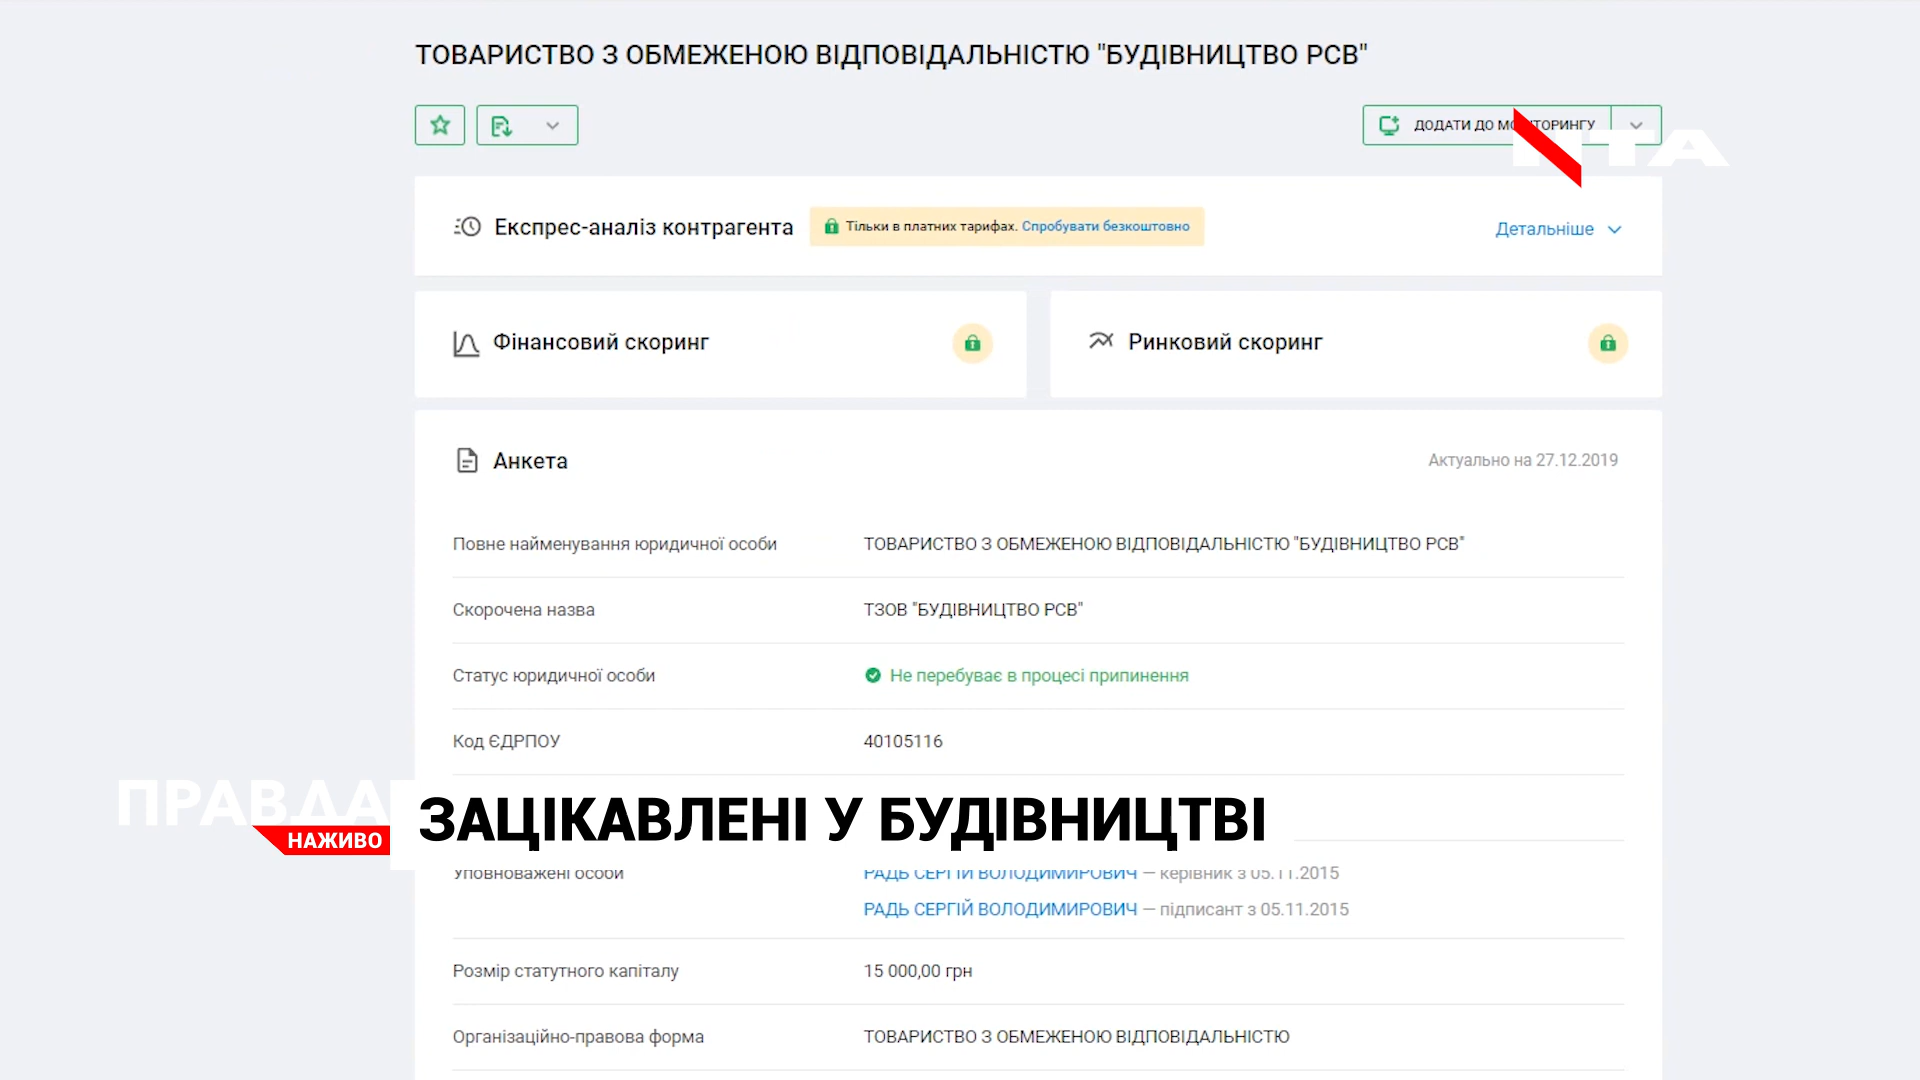 ТОВАРИСТВО З ОБМЕЖЕНОЮ ВІДПОВІДАЛЬНІСТЮ "БУДІВНИЦТВО РСВ"
ДОДАТИ ДО МОНІТОРИНГУ
NTA
Експрес-аналіз контрагента
Тільки в платних тарифах. Спробувати безкоштовно
Детальніше
Фінансовий скоринг
Ринковий скоринг
Анкета
Актуально на 27.12.2019
Повне найменування юридичної особи ТОВАРИСТВО З ОБМЕЖЕНОЮ ВІДПОВІДАЛЬНІСТЮ "БУДІВНИЦТВО РСВ"
Скорочена назва ТЗОВ "БУДІВНИЦТВО РСВ"
Статус юридичної особи Не перебуває в процесі припинення
Код ЄДРПОУ 40105116
ПРАВДА
НАЖИВО
ЗАЦІКАВЛЕНІ У БУДІВНИЦТВІ
Уповноважені особи РАДЬ СЕРГІЙ ВОЛОДИМИРОВИЧ — керівник з 05.11.2015
РАДЬ СЕРГІЙ ВОЛОДИМИРОВИЧ — підписант з 05.11.2015
Розмір статутного капіталу 15 000,00 грн
Організаційно-правова форма ТОВАРИСТВО З ОБМЕЖЕНОЮ ВІДПОВІДАЛЬНІСТЮ